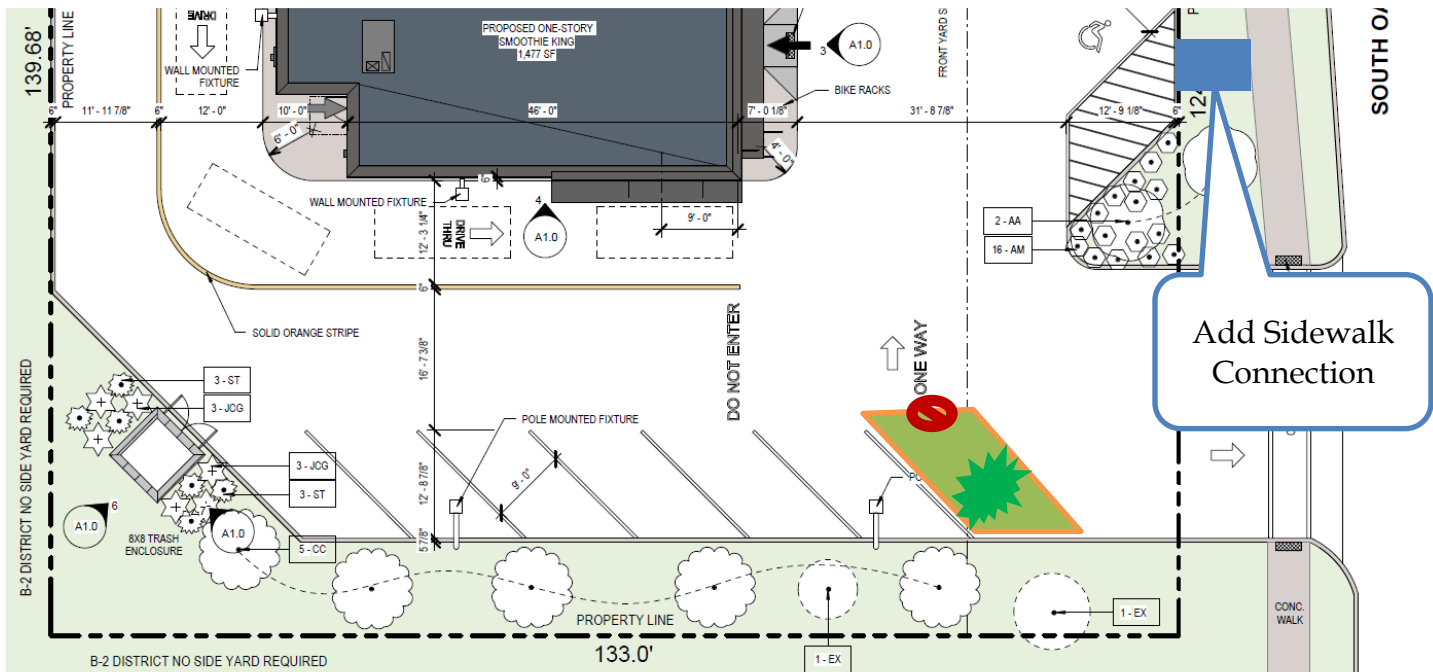 139.68'
PROPERTY LINE
DRIVE
WALL MOUNTED
FIXTURE
PROPOSED ONE-STORY
SMOOTHIE KING
1,477 SF
3
A1.0
BIKE RACKS
FRONT YARD S
P
SOUTH OA
124
6"
11' - 11 7/8"
6"
12' - 0"
10' - 0"
46' - 0"
7' - 0 1/8"
31' - 8 7/8"
12' - 9 1/8"
6"
6' - 0"
4' - 0"
WALL MOUNTED FIXTURE
6"
4
A1.0
DRIVE
THRU
12' - 3 1/4"
9' - 0"
2 - AA
16 - AM
6"
SOLID ORANGE STRIPE
DO NOT ENTER
ONE WAY
Add Sidewalk
Connection
B-2 DISTRICT NO SIDE YARD REQUIRED
3 - ST
3 - JCG
16' - 7 3/8"
POLE MOUNTED FIXTURE
3 - JCG
3 - ST
12' - 8 7/8"
9' - 0"
PO
6
A1.0
7
A1.0
8X8 TRASH
ENCLOSURE
5 - CC
5 7/8"
PROPERTY LINE
133.0'
1 - EX
1 - EX
CONC.
WALK
B-2 DISTRICT NO SIDE YARD REQUIRED